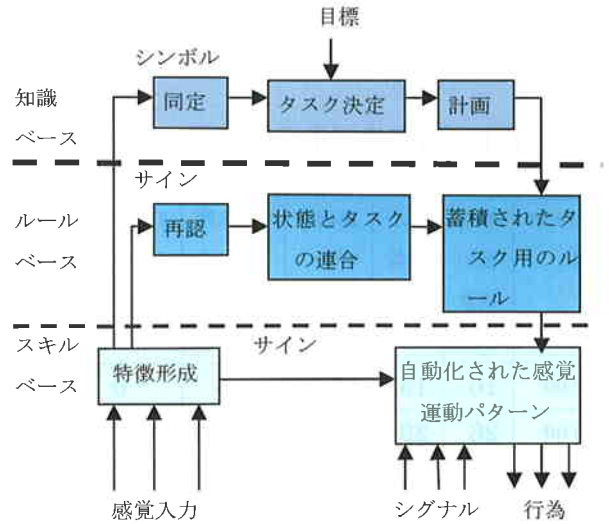 目標
シンボル
知識
ベース
同定
タスク決定
計画
サイン
ルール
ベース
再認
状態とタスク
の連合
蓄積されたタ
スク用のル
ール
スキル
ベース
サイン
特徴形成
自動化された感覚
運動パターン
感覚入力
シグナル
行為